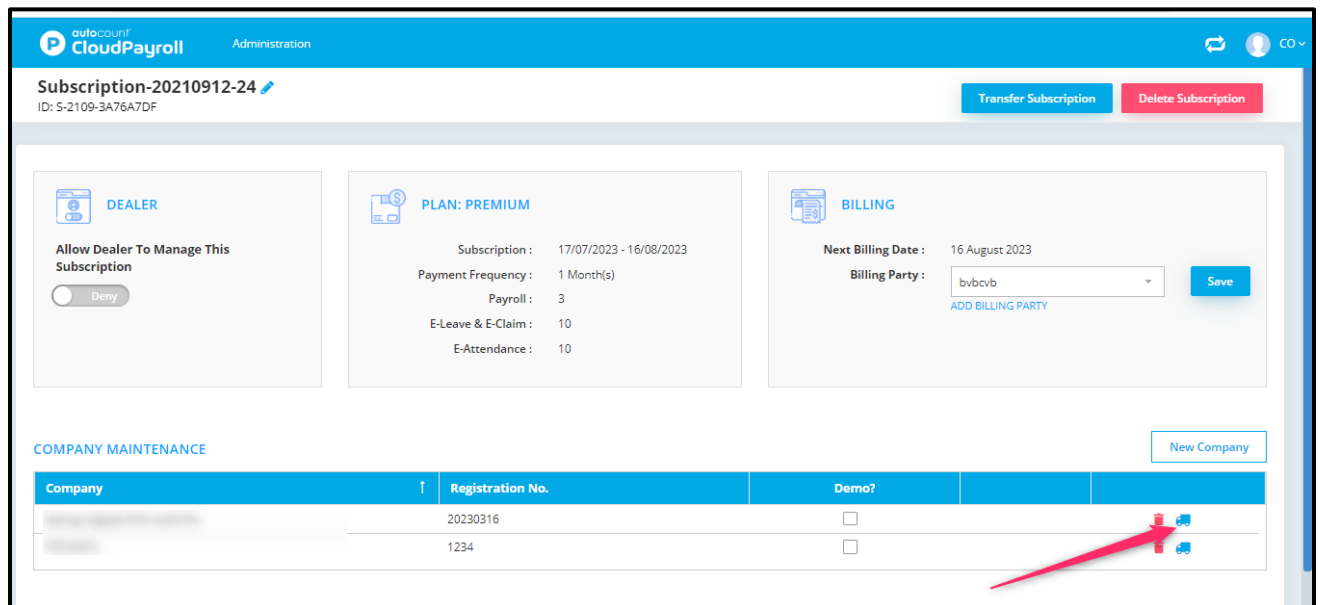 autocount
CloudPayroll
Administration
CO
Subscription-20210912-24
ID: S-2109-3A76A7DF
Transfer Subscription
Delete Subscription
DEALER
Allow Dealer To Manage This
Subscription
Deny
PLAN: PREMIUM
Subscription : 17/07/2023 - 16/08/2023
Payment Frequency : 1 Month(s)
Payroll : 3
E-Leave & E-Claim : 10
E-Attendance : 10
BILLING
Next Billing Date : 16 August 2023
Billing Party : bvbcvb
Save
ADD BILLING PARTY
COMPANY MAINTENANCE
New Company
Company ↑ Registration No. Demo?
20230316
1234